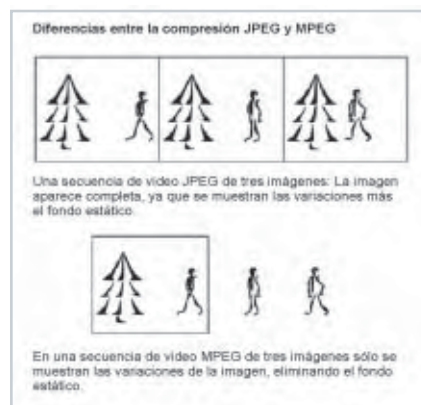 Diferencias entre la compresión JPEG y MPEG
Una secuencia de video JPEG de tres imágenes: La imagen
aparece completa, ya que se muestran las variaciones más
el fondo estático.
En una secuencia de video MPEG de tres imágenes sólo se
muestran las variaciones de la imagen, eliminando el fondo
estático.